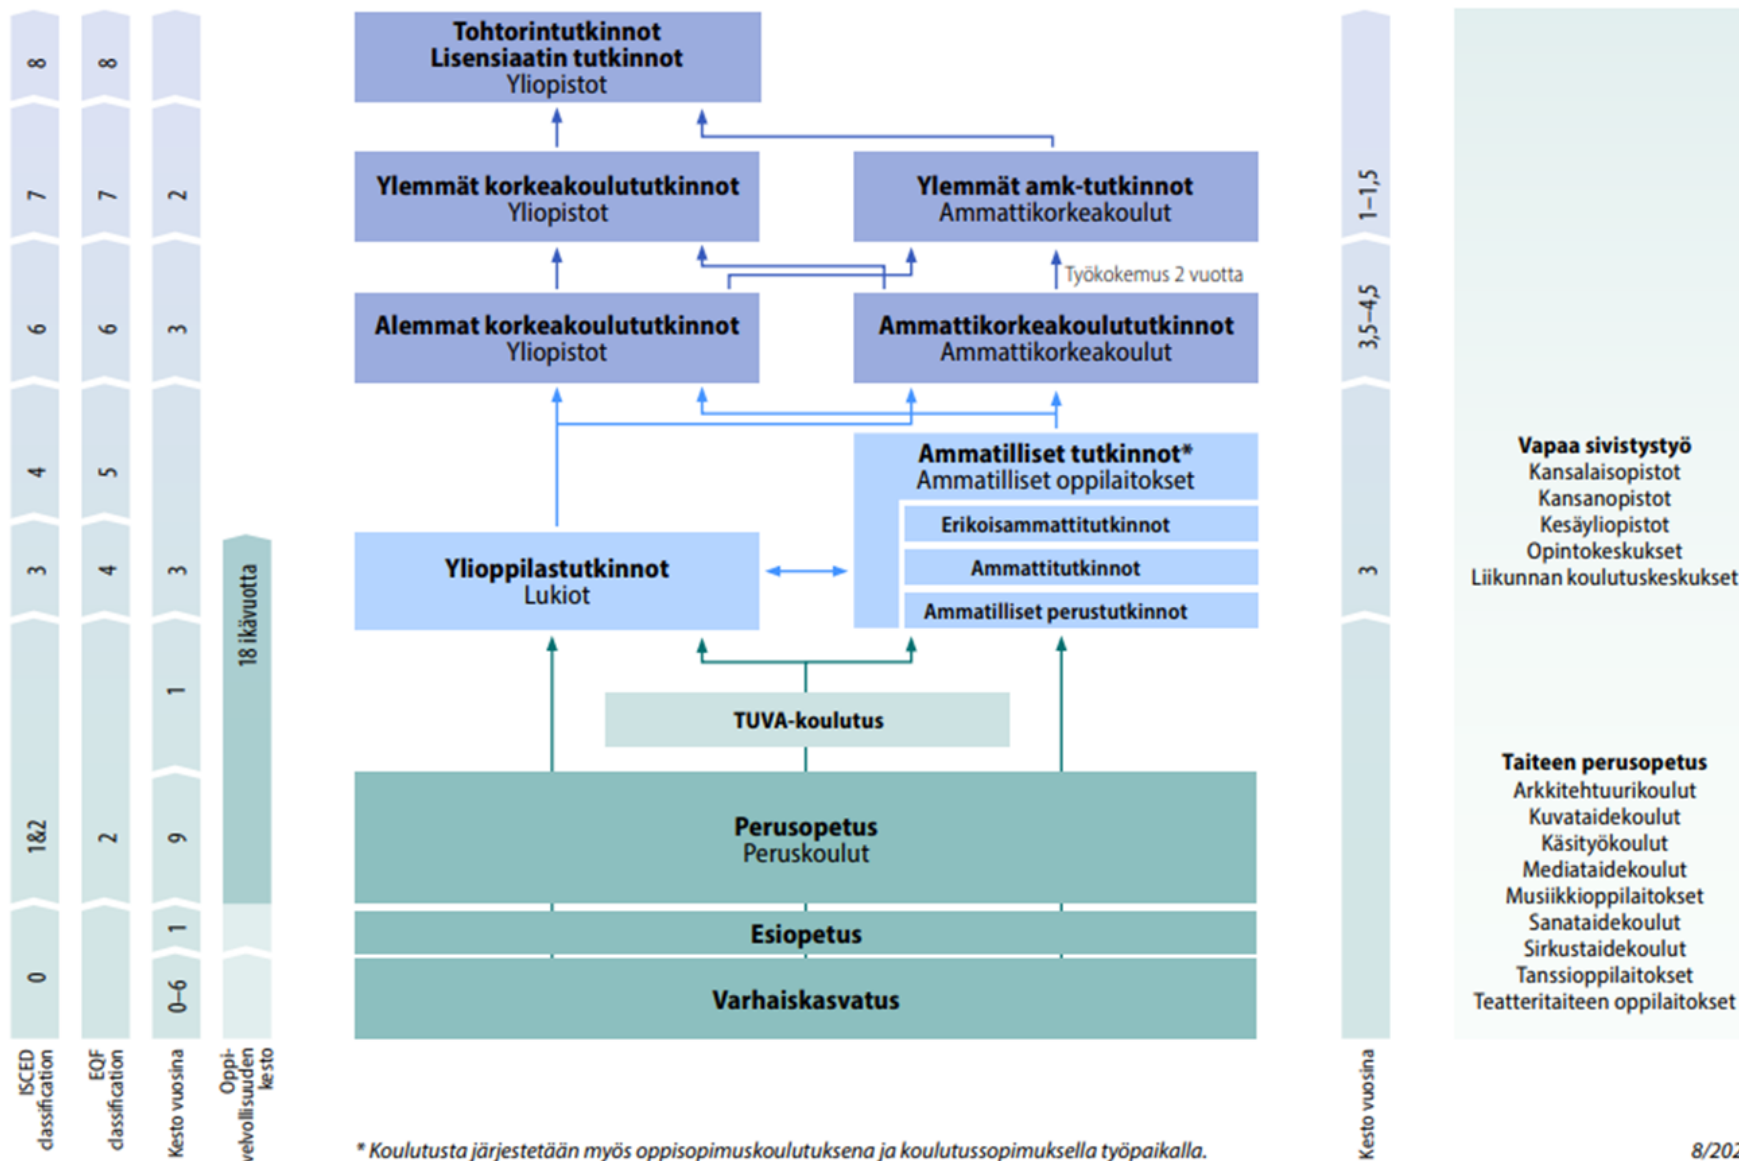 8
7
6
4
3
1&2
0
ISCED
classification
8
7
6
5
4
2
EQF
classification
2
3
3
1
9
1
0–6
Kesto vuosina
18 ikävuotta
Oppi-
velvollisuuden
kesto
Tohtorintutkinnot
Lisensiaatin tutkinnot
Yliopistot
Ylemmät korkeakoulututkinnot
Yliopistot
Ylemmät amk-tutkinnot
Ammattikorkeakoulut
Työkokemus 2 vuotta
Alemmat korkeakoulututkinnot
Yliopistot
Ammattikorkeakoulututkinnot
Ammattikorkeakoulut
Ammatilliset tutkinnot*
Ammatilliset oppilaitokset
Erikoisammattitutkinnot
Ammattitutkinnot
Ammatilliset perustutkinnot
Ylioppilastutkinnot
Lukiot
TUVA-koulutus
Perusopetus
Peruskoulut
Esiopetus
Varhaiskasvatus
* Koulutusta järjestetään myös oppisopimuskoulutuksena ja koulutussopimuksella työpaikalla.
1–1,5
3,5–4,5
3
Kesto vuosina
Vapaa sivistystyö
Kansalaisopistot
Kansanopistot
Kesäyliopistot
Opintokeskukset
Liikunnan koulutuskeskukset
Taiteen perusopetus
Arkkitehtuurikoulut
Kuvataidekoulut
Käsityökoulut
Mediataidekoulut
Musiikkioppilaitokset
Sanataidekoulut
Sirkustaidekoulut
Tanssioppilaitokset
Teatteritaiteen oppilaitokset
8/202